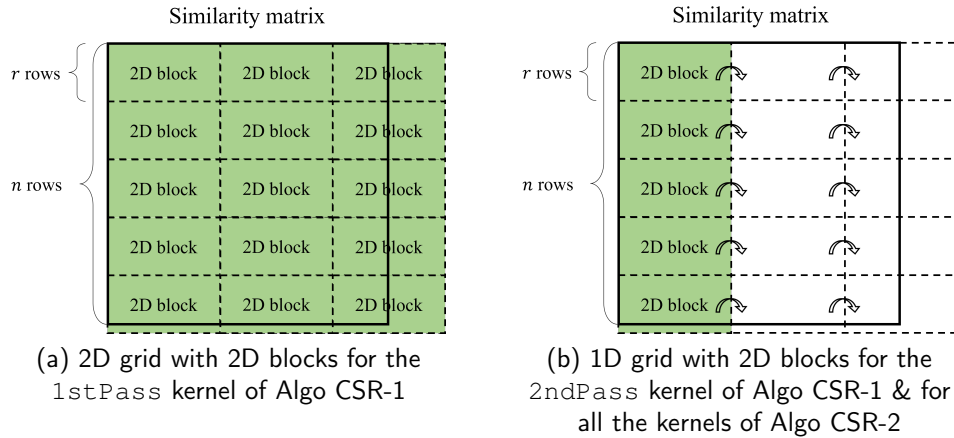 Similarity matrix
r rows
n rows
2D block 2D block 2D block
2D block 2D block 2D block
2D block 2D block 2D block
2D block 2D block 2D block
2D block 2D block 2D block
(a) 2D grid with 2D blocks for the
1stPass kernel of Algo CSR-1
Similarity matrix
r rows
n rows
2D block
2D block
2D block
2D block
2D block
(b) 1D grid with 2D blocks for the
2ndPass kernel of Algo CSR-1 & for
all the kernels of Algo CSR-2